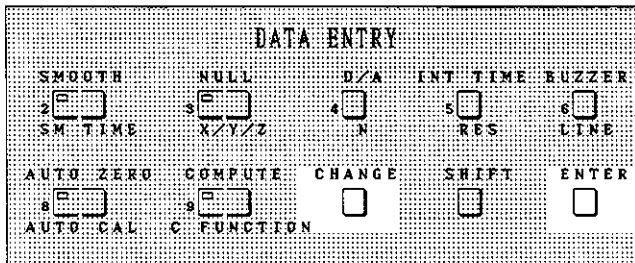 DATA ENTRY
SMOOTH NULL D/A INT TIME BUZZER
2 3 4 5 6
SM TIME X/Y/Z N RES LINE
AUTO ZERO COMPUTE CHANGE SHIFT ENTER
8 9
AUTO CAL C FUNCTION